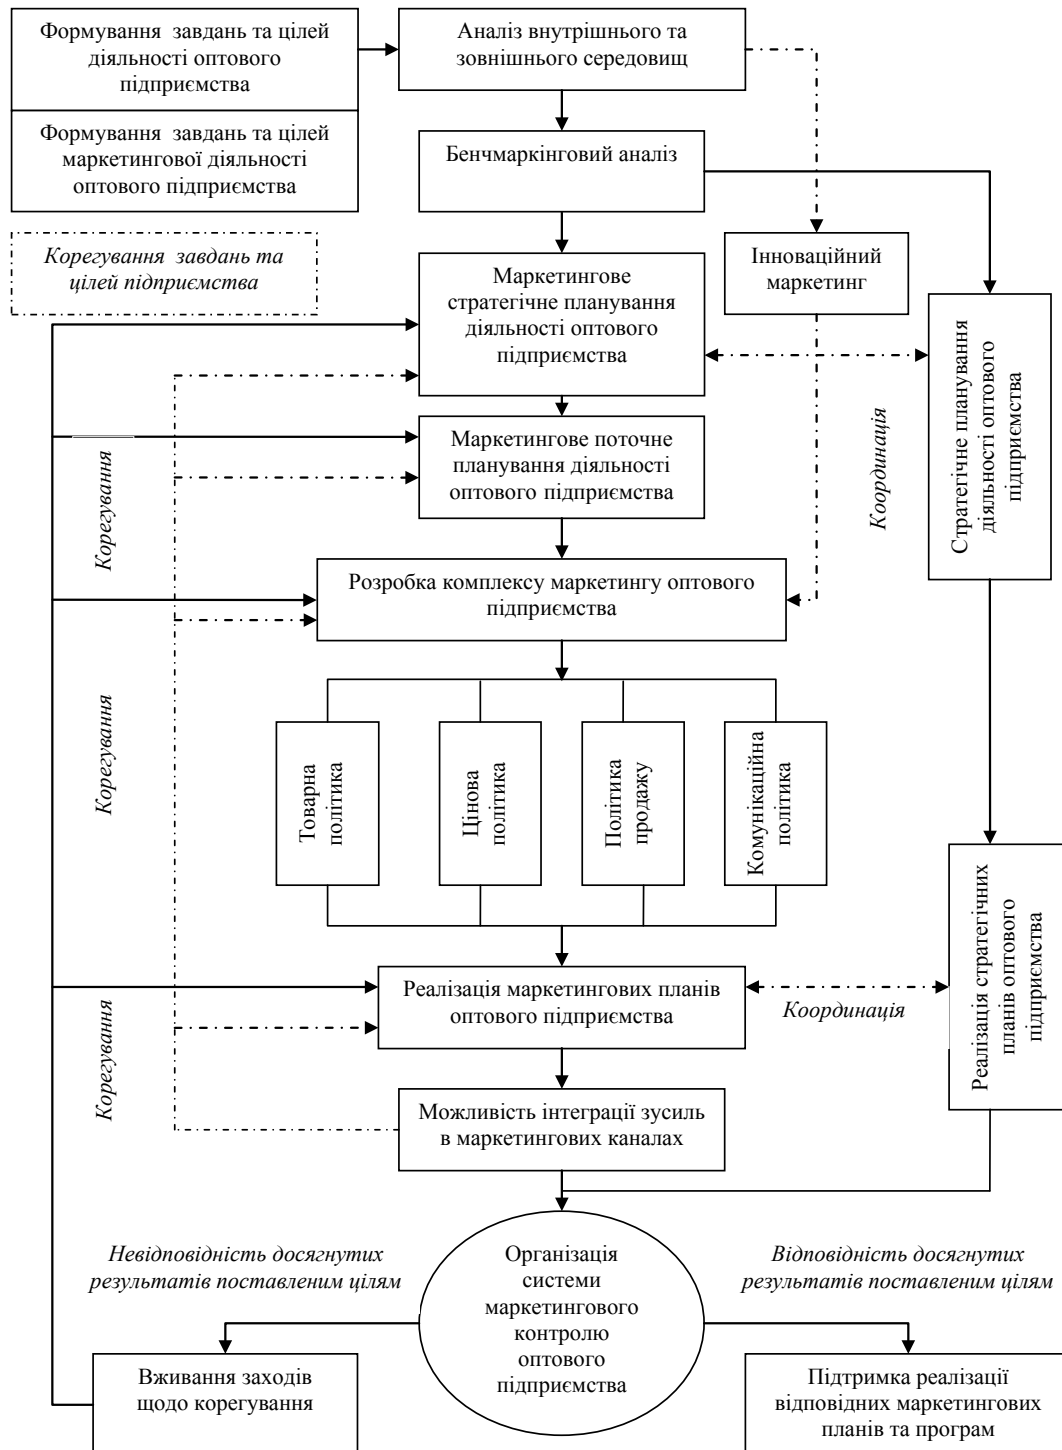 Формування  завдань та цілей
діяльності оптового
підприємства
Аналіз внутрішнього та
зовнішнього середовищ
Формування  завдань та цілей
маркетингової діяльності
оптового підприємства
Бенчмаркінговий аналіз
Корегування  завдань та
цілей підприємства
Маркетингове
стратегічне планування
діяльності оптового
підприємства
Інноваційний
маркетинг
Стратегічне планування
діяльності оптового
підприємства
Координація
Маркетингове поточне
планування діяльності
оптового підприємства
Корегування
Розробка комплексу маркетингу оптового
підприємства
Корегування
Товарна
політика
Цінова
політика
Політика
продажу
Комунікаційна
політика
Реалізація маркетингових планів
оптового підприємства
Координація
Реалізація стратегічних
планів оптового
підприємства
Корегування
Можливість інтеграції зусиль
в маркетингових каналах
Невідповідність досягнутих
результатів поставленим цілям
Організація
системи
маркетингового
контролю
оптового
підприємства
Відповідність досягнутих
результатів поставленим цілям
Вживання заходів
щодо корегування
Підтримка реалізації
відповідних маркетингових
планів та програм